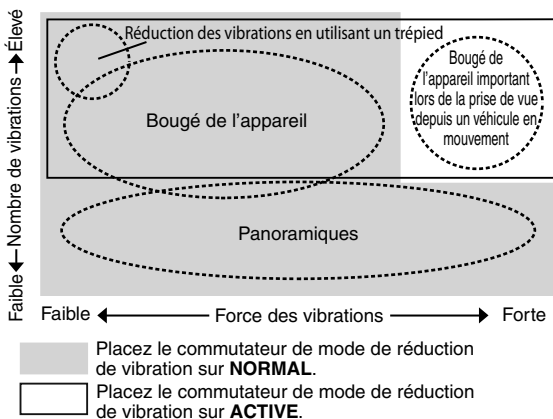 Faible ← Nombre de vibrations → Élevé
Réduction des vibrations en utilisant un trépied
Bougé de l'appareil
Bougé de
l'appareil important
lors de la prise de vue
depuis un véhicule en
mouvement
Panoramiques
Faible ← Force des vibrations → Forte
Placez le commutateur de mode de réduction
de vibration sur NORMAL.
Placez le commutateur de mode de réduction
de vibration sur ACTIVE.